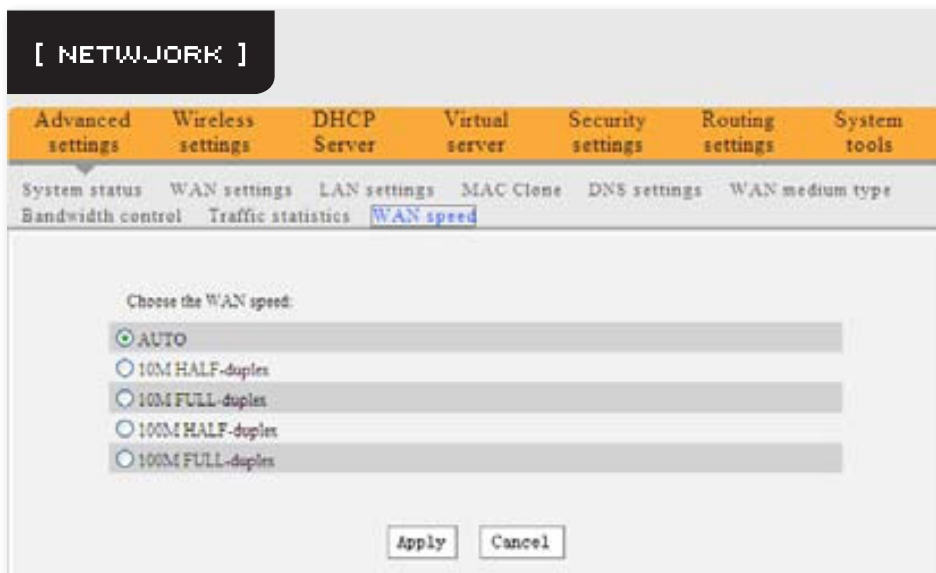 [ NETWJORK ]
Advanced settings Wireless settings DHCP Server Virtual server Security settings Routing settings System tools
System status WAN settings LAN settings MAC Clone DNS settings WAN medium type
Bandwidth control Traffic statistics WAN speed
Choose the WAN speed:
AUTO
10M HALF-duplex
10M FULL-duplex
100M HALF-duplex
100M FULL-duplex
Apply Cancel